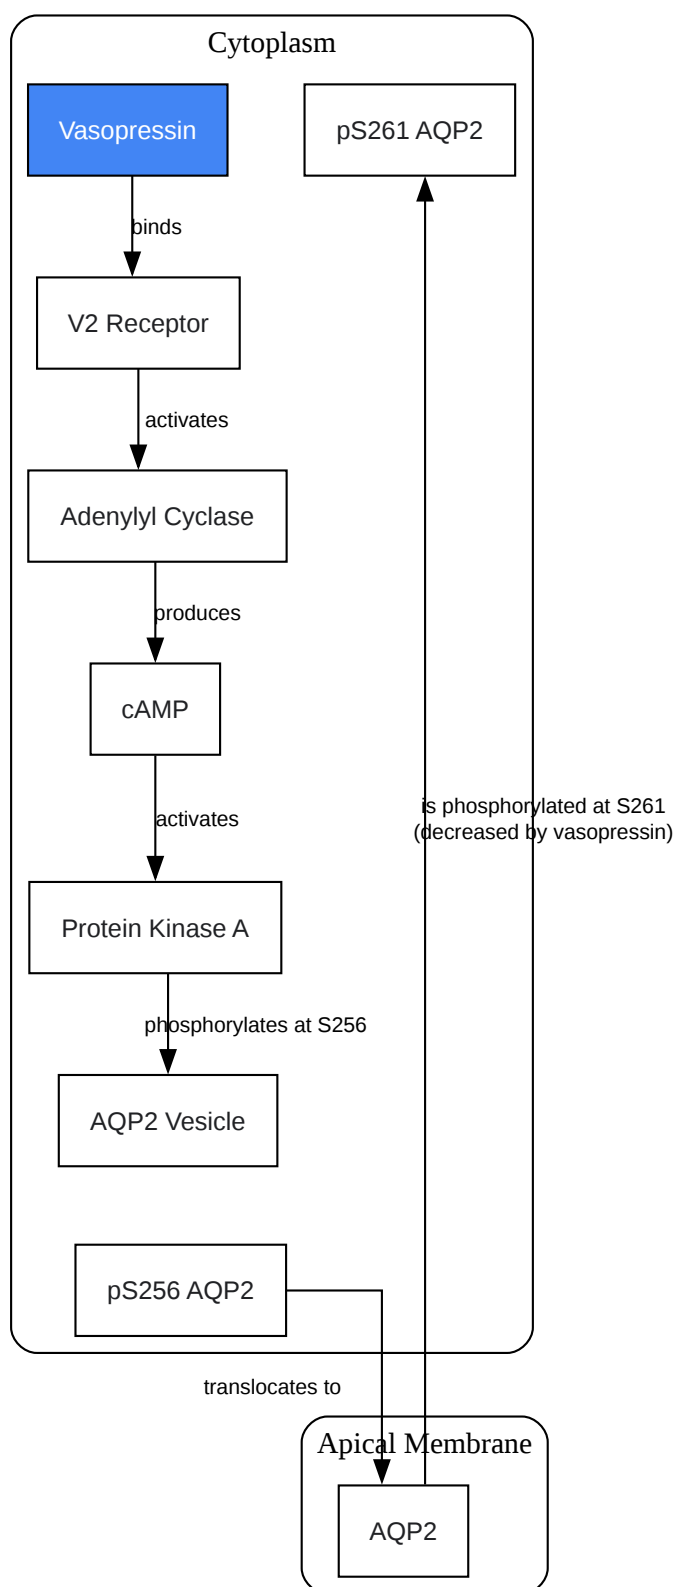 Cytoplasm
Vasopressin
pS261 AQP2
binds
V2 Receptor
activates
Adenylyl Cyclase
produces
cAMP
is phosphorylated at S261
(decreased by vasopressin)
activates
Protein Kinase A
phosphorylates at S256
AQP2 Vesicle
pS256 AQP2
translocates to
Apical Membrane
AQP2